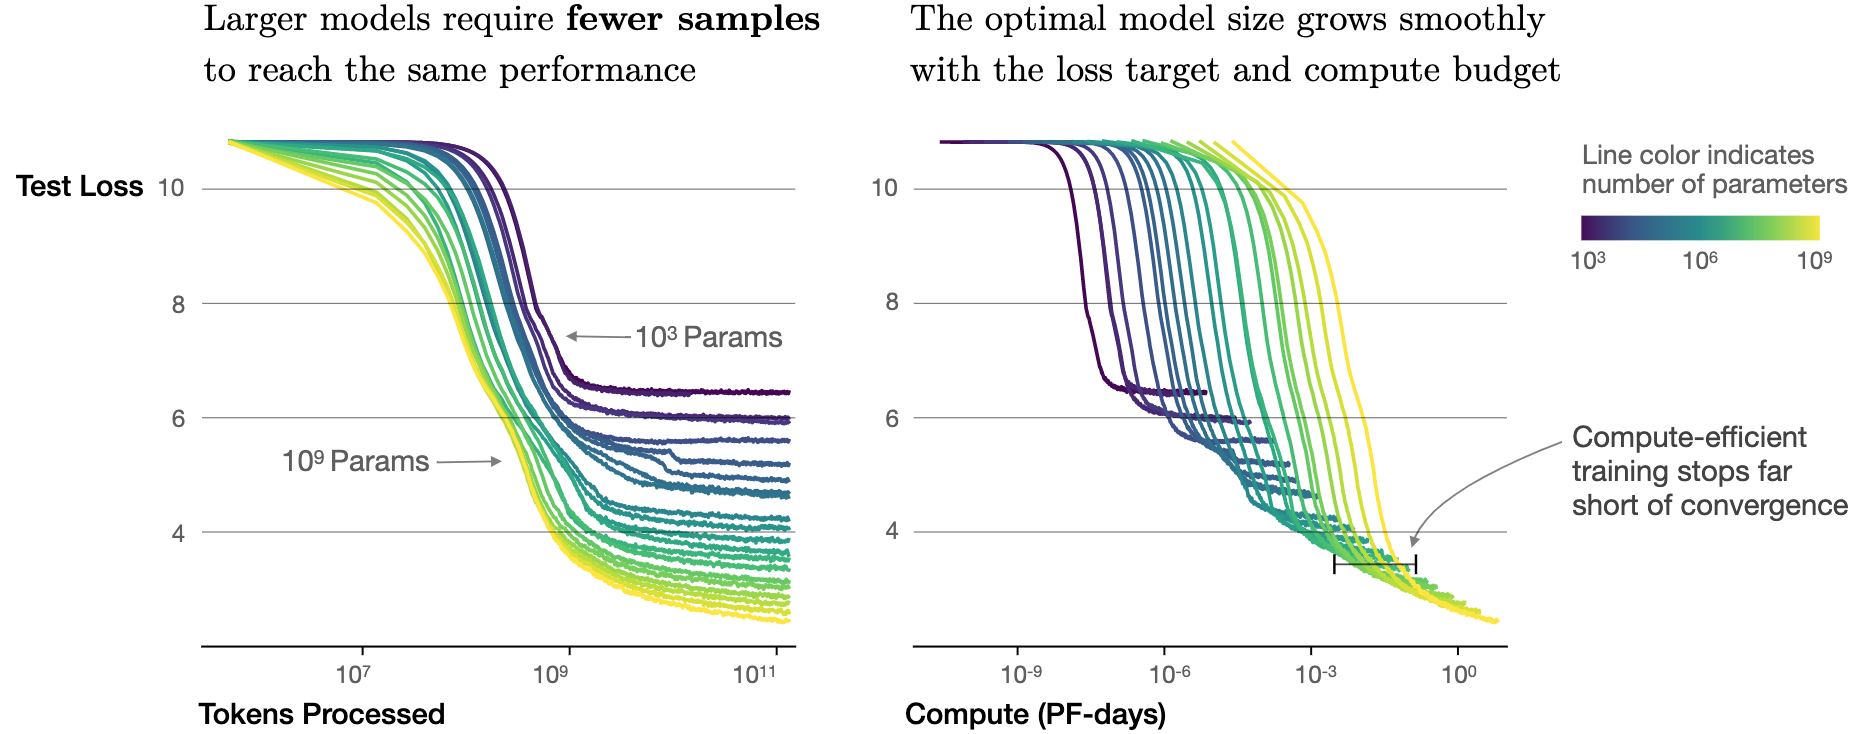 Larger models require fewer samples
to reach the same performance
Test Loss
10
8
6
4
10³ Params
10⁹ Params
10⁷
10⁹
10¹¹
Tokens Processed
The optimal model size grows smoothly
with the loss target and compute budget
10
8
6
4
10⁻⁹
10⁻⁶
10⁻³
10⁰
Compute (PF-days)
Line color indicates
number of parameters
10³
10⁶
10⁹
Compute-efficient
training stops far
short of convergence